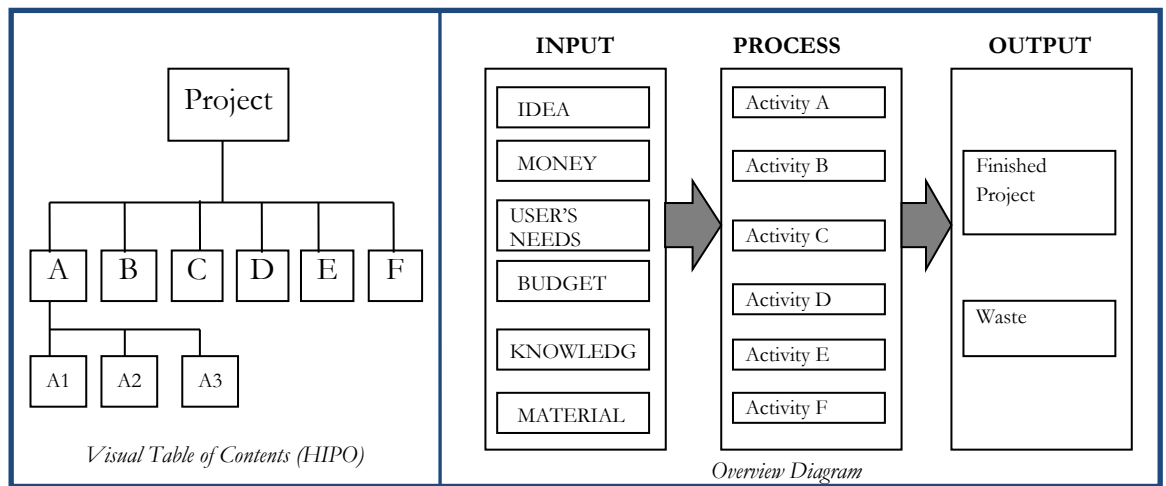 Project
A
B
C
D
E
F
A1
A2
A3
Visual Table of Contents (HIPO)
INPUT
IDEA
MONEY
USER'S
NEEDS
BUDGET
KNOWLEDG
MATERIAL
PROCESS
Activity A
Activity B
Activity C
Activity D
Activity E
Activity F
OUTPUT
Finished
Project
Waste
Overview Diagram